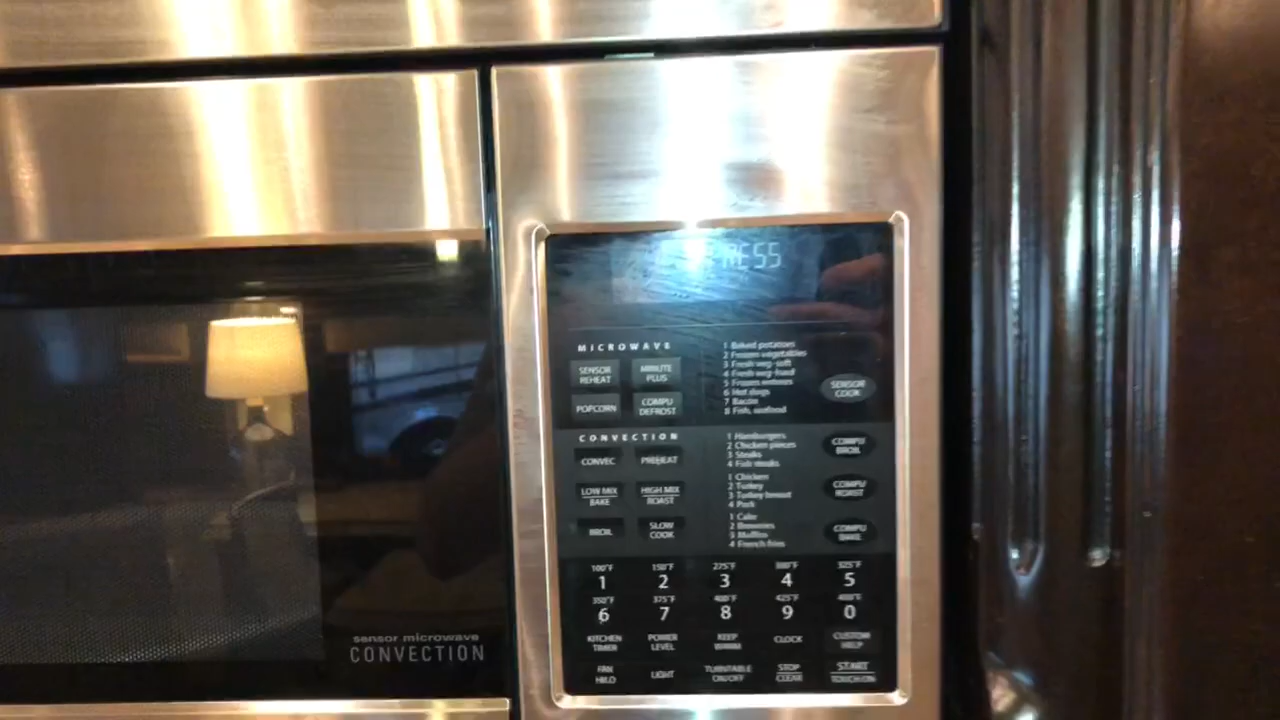 RESS
MICROWAVE
SENSOR
REHEAT
MINUTE
PLUS
POPCORN
COMPU
DEFROST
1 Baked potatoes
2 Frozen vegetables
3 Fresh veg-soft
4 Fresh veg-hard
5 Frozen entrees
6 Hot dogs
7 Bacon
8 Fish, seafood
SENSOR
COOK
CONVECTION
CONVEC
PREHEAT
LOW MIX
BAKE
HIGH MIX
ROAST
BROIL
SLOW
COOK
1 Hamburgers
2 Chicken pieces
3 Steaks
4 Fish steaks
COMPU
BROIL
1 Chicken
2 Turkey
3 Turkey breast
4 Pork
COMPU
ROAST
1 Cake
2 Brownies
3 Muffins
4 French fries
COMPU
BAKE
100°F 150°F 275°F 300°F 325°F
1 2 3 4 5
350°F 375°F 400°F 425°F
6 7 8 9 0
KITCHEN
TIMER
POWER
LEVEL
KEEP
WARM
CLOCK
CUSTOM
HELP
FAN
HI/LO
LIGHT
TURNTABLE
ON/OFF
STOP
CLEAR
START
TOUCH ON
sensor microwave
CONVECTION